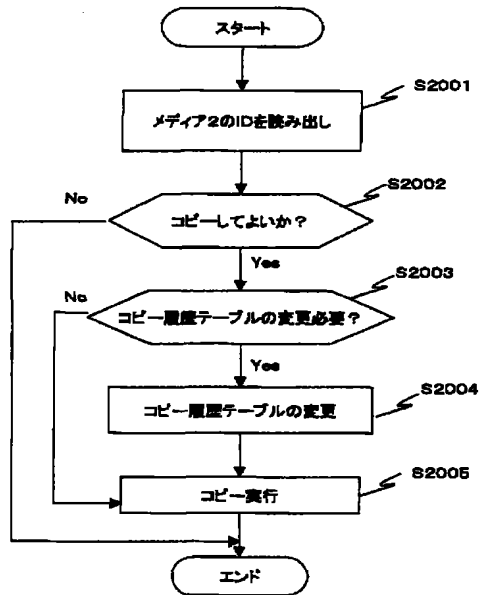 スタート
S2001
メディア2のIDを読み出し
S2002
No
コピーしてよいか?
Yes
S2003
No
コピー履歴テーブルの変更必要?
Yes
S2004
コピー履歴テーブルの変更
S2005
コピー実行
エンド